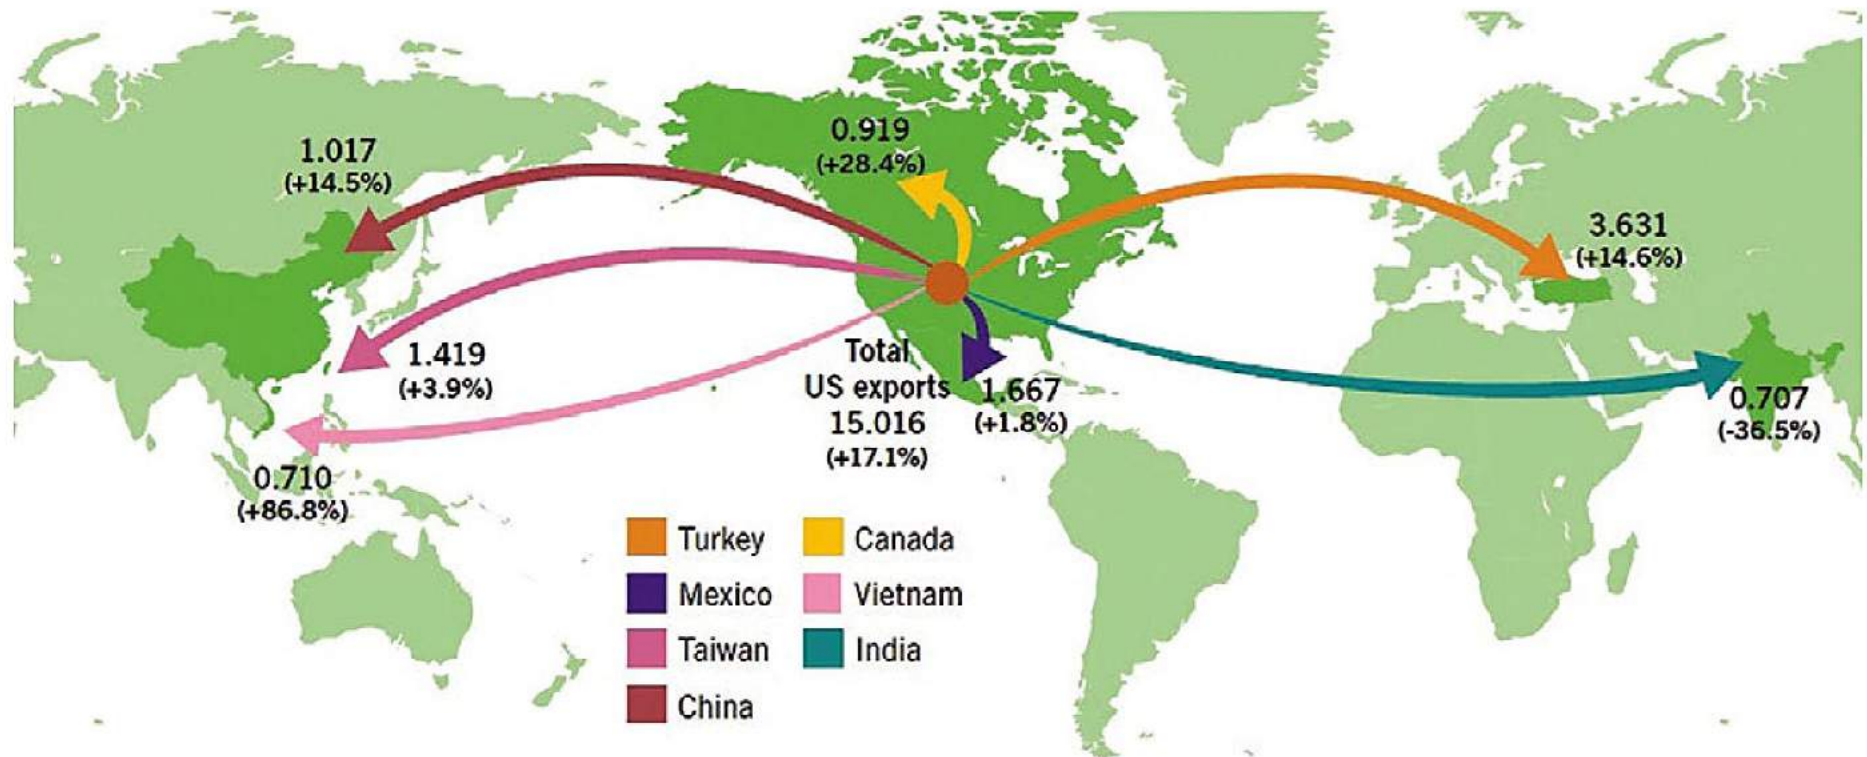 0.919
(+28.4%)
1.017
(+14.5%)
3.631
(+14.6%)
1.419
(+3.9%)
Total
US exports
15.016
(+17.1%)
1.667
(+1.8%)
0.707
(-36.5%)
0.710
(+86.8%)
Turkey
Canada
Mexico
Vietnam
Taiwan
India
China